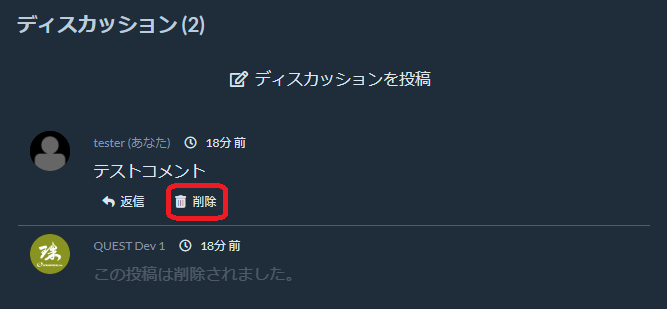 ディスカッション (2)
ディスカッションを投稿
tester (あなた) 18分 前
テストコメント
返信 削除
QUEST Dev 1 18分 前
この投稿は削除されました。